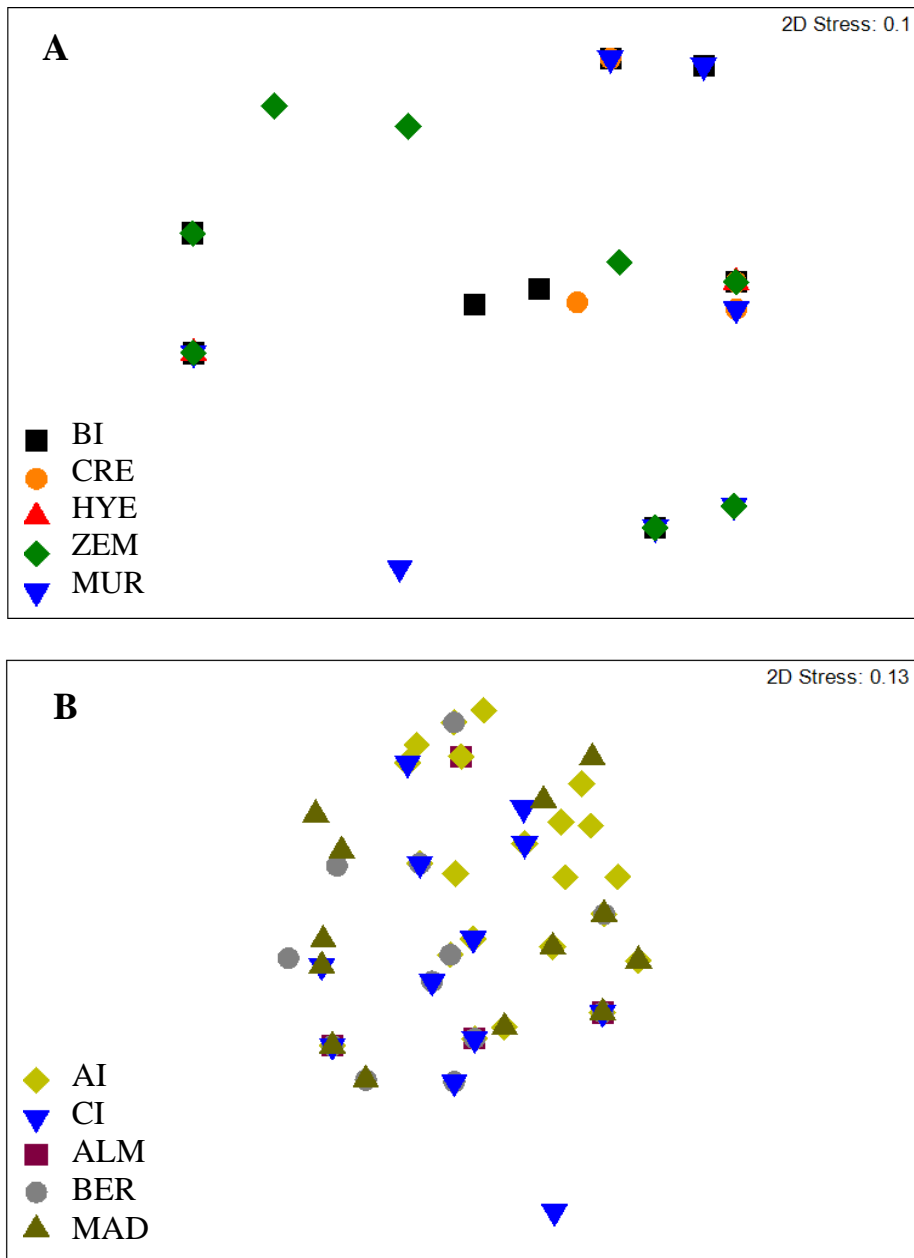 2D Stress: 0.1
A
BI
CRE
HYE
ZEM
MUR
2D Stress: 0.13
B
AI
CI
ALM
BER
MAD